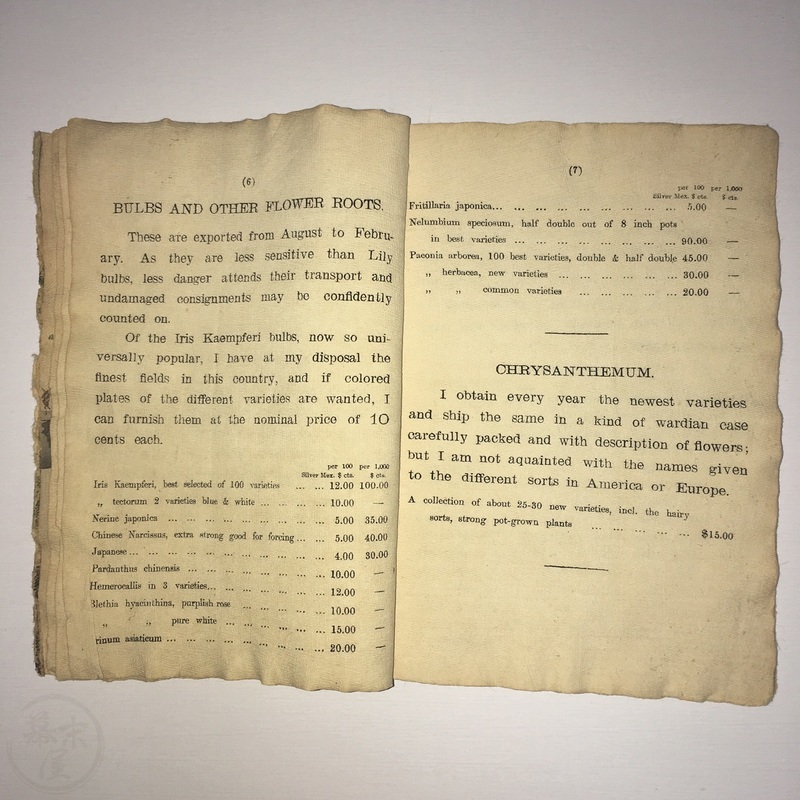 (6)
BULBS AND OTHER FLOWER ROOTS.
These are exported from August to Febru-
ary. As they are less sensitive than Lily
bulbs, less danger attends their transport and
undamaged consignments may be confidently
counted on.
Of the Iris Kaempferi bulbs, now so uni-
versally popular, I have at my disposal the
finest fields in this country, and if colored
plates of the different varieties are wanted, I
can furnish them at the nominal price of 10
cents each.
per 100 per 1,000
Silver Mex. $ cts. $ cts.
Iris Kaempferi, best selected of 100 varieties ... ... 12.00 100.00
„ tectorum 2 varieties blue & white ... ... ... ... 10.00 —
Nerine japonica ... ... ... ... ... ... ... ... 5.00 35.00
Chinese Narcissus, extra strong good for forcing ... ... 5.00 40.00
Japanese ... ... ... ... ... ... ... ... ... ... 4.00 30.00
Pardanthus chinensis ... ... ... ... ... ... ... 10.00 —
Hemerocallis in 3 varieties... ... ... ... ... ... 12.00 —
Blethia hyacinthina, purplish rose ... ... ... ... ... 10.00 —
„ „ pure white ... ... ... ... ... 15.00 —
rinum asiaticum ... ... ... ... ... ... ... ... 20.00 —
(7)
per 100 per 1,000
Silver Mex. $ cts. $ cts.
Fritillaria japonica... ... ... ... ... ... ... ... 5.00 —
Nelumbium speciosum, half double out of 8 inch pots
in best varieties ... ... ... ... ... ... ... 90.00 —
Paeonia arborea, 100 best varieties, double & half double 45.00 —
„ herbacea, new varieties ... ... ... ... ... ... 30.00 —
„ „ common varieties ... ... ... ... ... 20.00 —
CHRYSANTHEMUM.
I obtain every year the newest varieties
and ship the same in a kind of wardian case
carefully packed and with description of flowers;
but I am not aquainted with the names given
to the different sorts in America or Europe.
A collection of about 25-30 new varieties, incl. the hairy
sorts, strong pot-grown plants ... ... ... ... ... $15.00
幕末屋